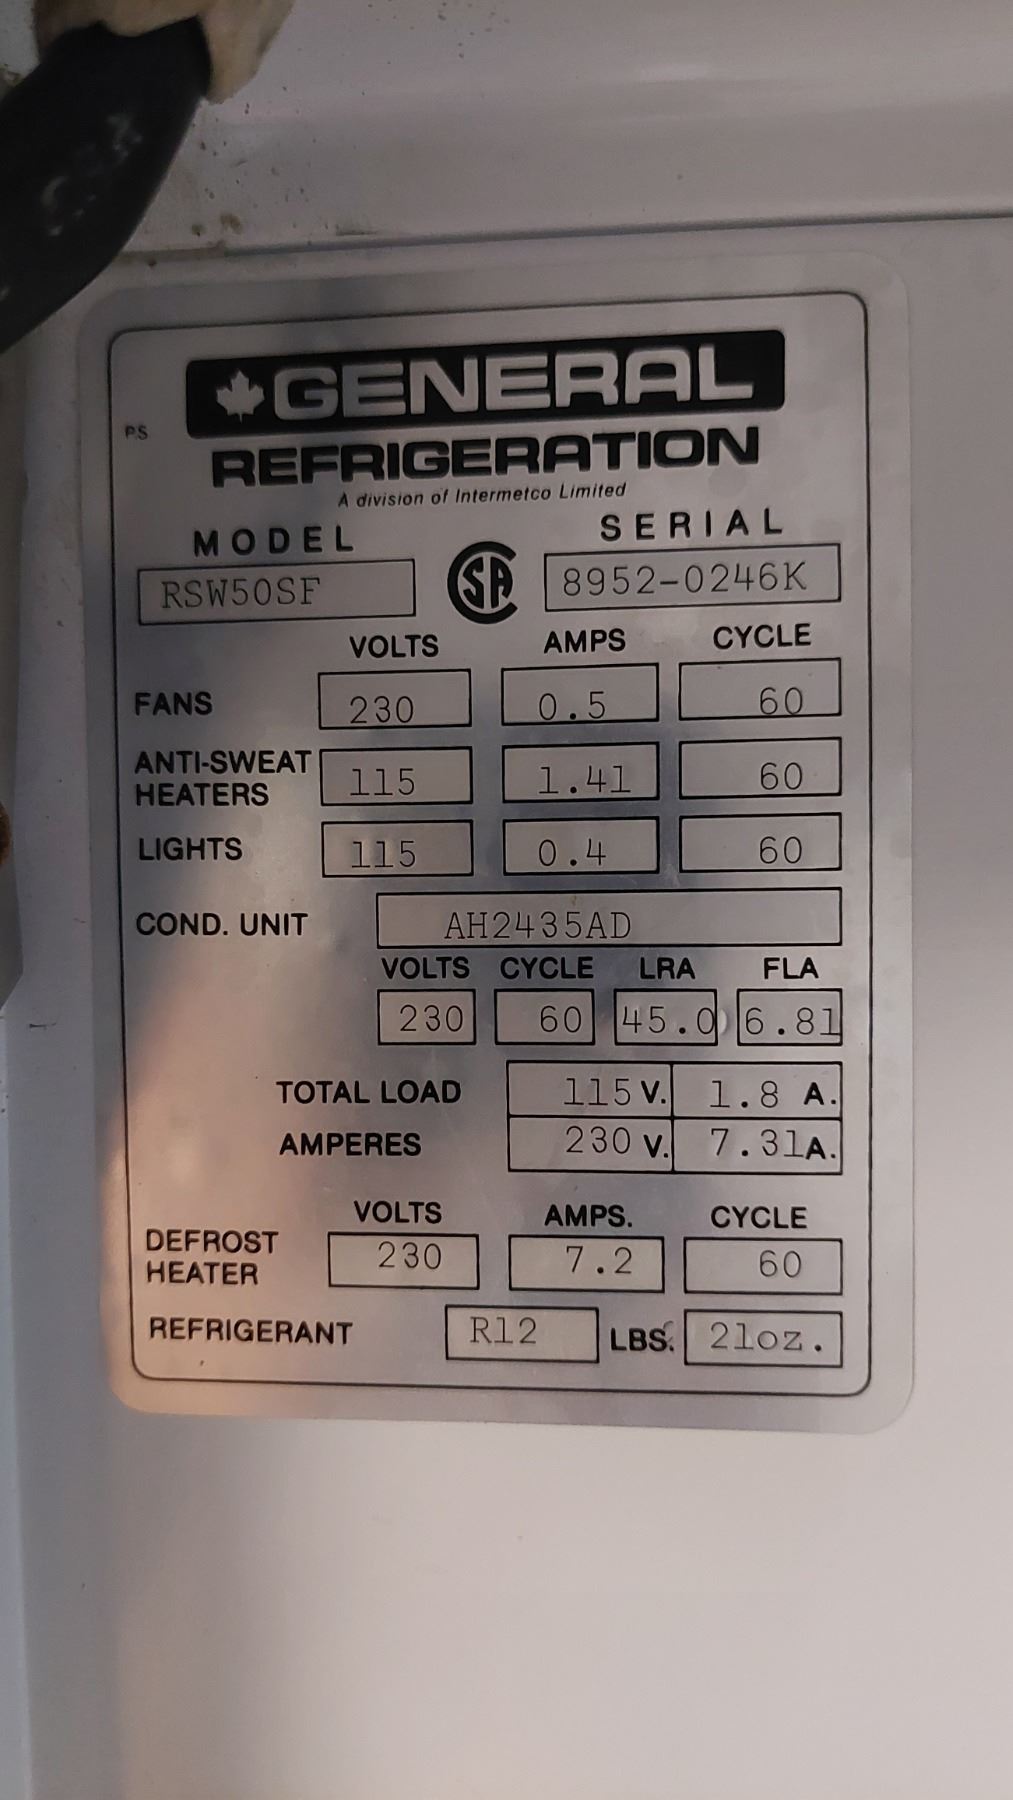 GENERAL
PS
REFRIGERATION
A division of Intermetco Limited
MODEL SERIAL
RSW50SF CSA 8952-0246K
VOLTS AMPS CYCLE
FANS 230 0.5 60
ANTI-SWEAT HEATERS 115 1.41 60
LIGHTS 115 0.4 60
COND. UNIT AH2435AD
VOLTS CYCLE LRA FLA
230 60 45.0 6.81
TOTAL LOAD 115 V. 1.8 A.
AMPERES 230 V. 7.31A.
VOLTS AMPS. CYCLE
DEFROST HEATER 230 7.2 60
REFRIGERANT R12 LBS. 21oz.